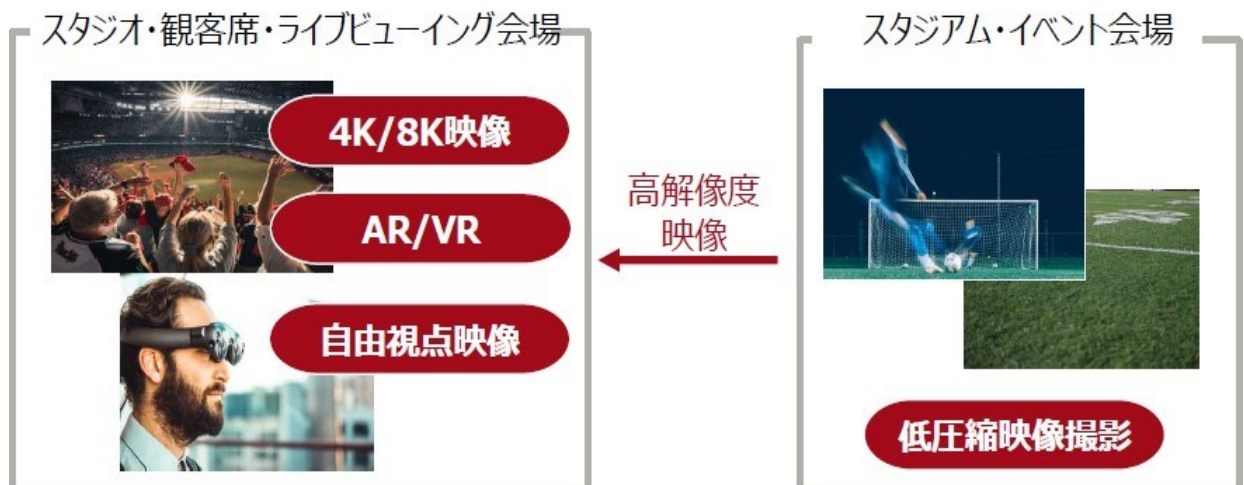 スタジオ・観客席・ライブビューイング会場
4K/8K映像
AR/VR
自由視点映像
高解像度
映像
スタジアム・イベント会場
低圧縮映像撮影